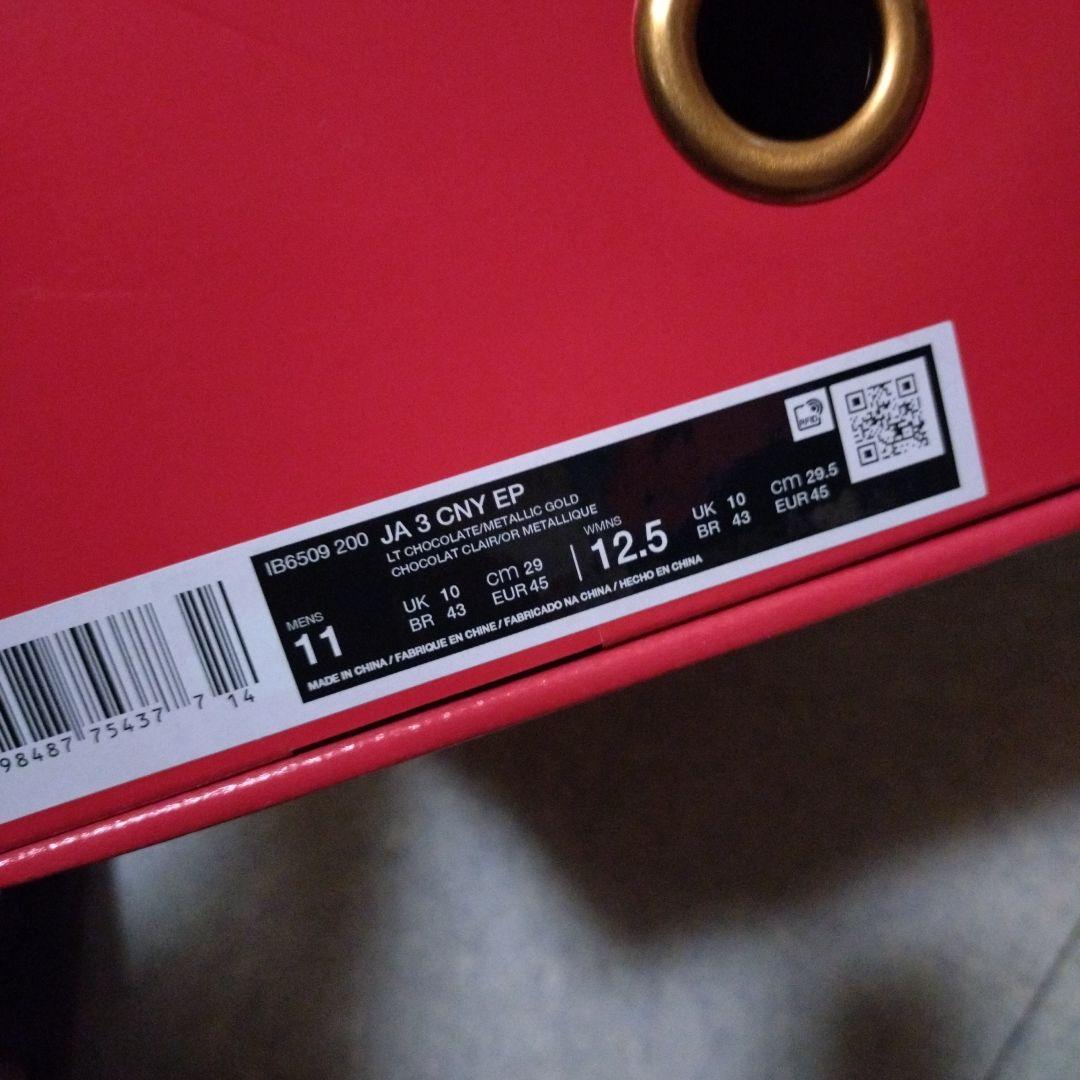 IB6509 200 JA 3 CNY EP
LT CHOCOLATE/METALLIC GOLD
CHOCOLAT CLAIR/OR METALLIQUE
MENS
11
UK 10
BR 43
cm 29
EUR 45
WMNS
12.5
UK 10
BR 43
cm 29.5
EUR 45
MADE IN CHINA / FABRIQUE EN CHINE / FABRICADO NA CHINA / HECHO EN CHINA
RFID
98487 75437 7 14